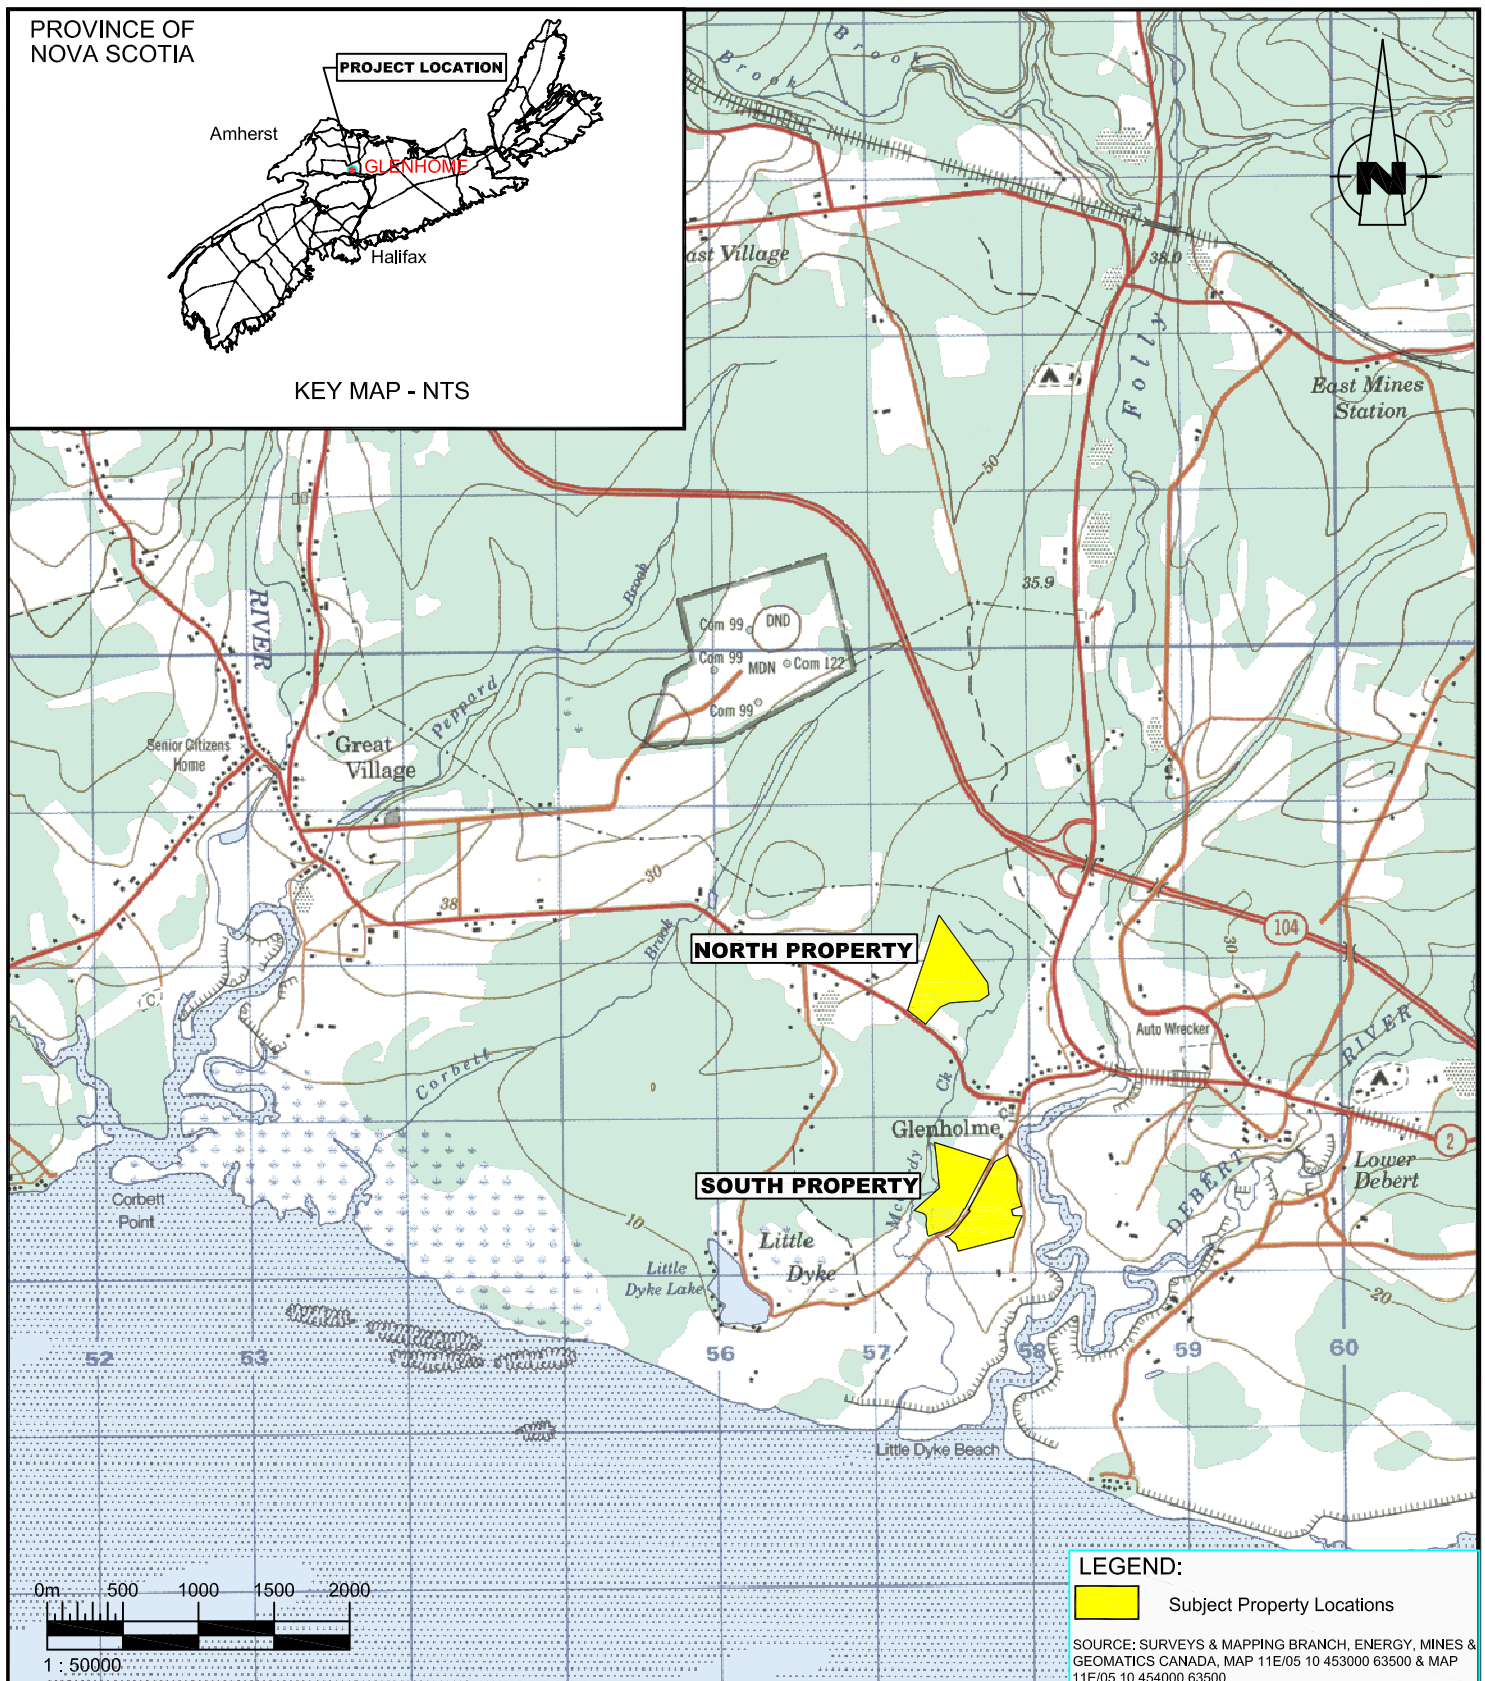 PROVINCE OF
NOVA SCOTIA
PROJECT LOCATION
Amherst
GLENHOME
Halifax
KEY MAP - NTS
Brook
Brook
N
ast Village
38.0
Folly
East Mines
Station
50
35.9
RIVER
Brook
Com 99
DND
Com 99
MDN
Com 122
Com 99
Peppard
Senior Citizens
Home
Great
Village
30
38
104
30
Brook
NORTH PROPERTY
C
Auto Wrecker
RIVER
Corbett
Ck
Glenholme
2
Lower
Debert
DEBERT
SOUTH PROPERTY
Corbett
Point
10
Little
Dyke
Little
Dyke Lake
20
52
53
56
57
58
59
60
Little Dyke Beach
0m
500
1000
1500
2000
1 : 50000
LEGEND:
Subject Property Locations
SOURCE: SURVEYS & MAPPING BRANCH, ENERGY, MINES &
GEOMATICS CANADA, MAP 11E/05 10 453000 63500 & MAP
11E/05 10 454000 63500